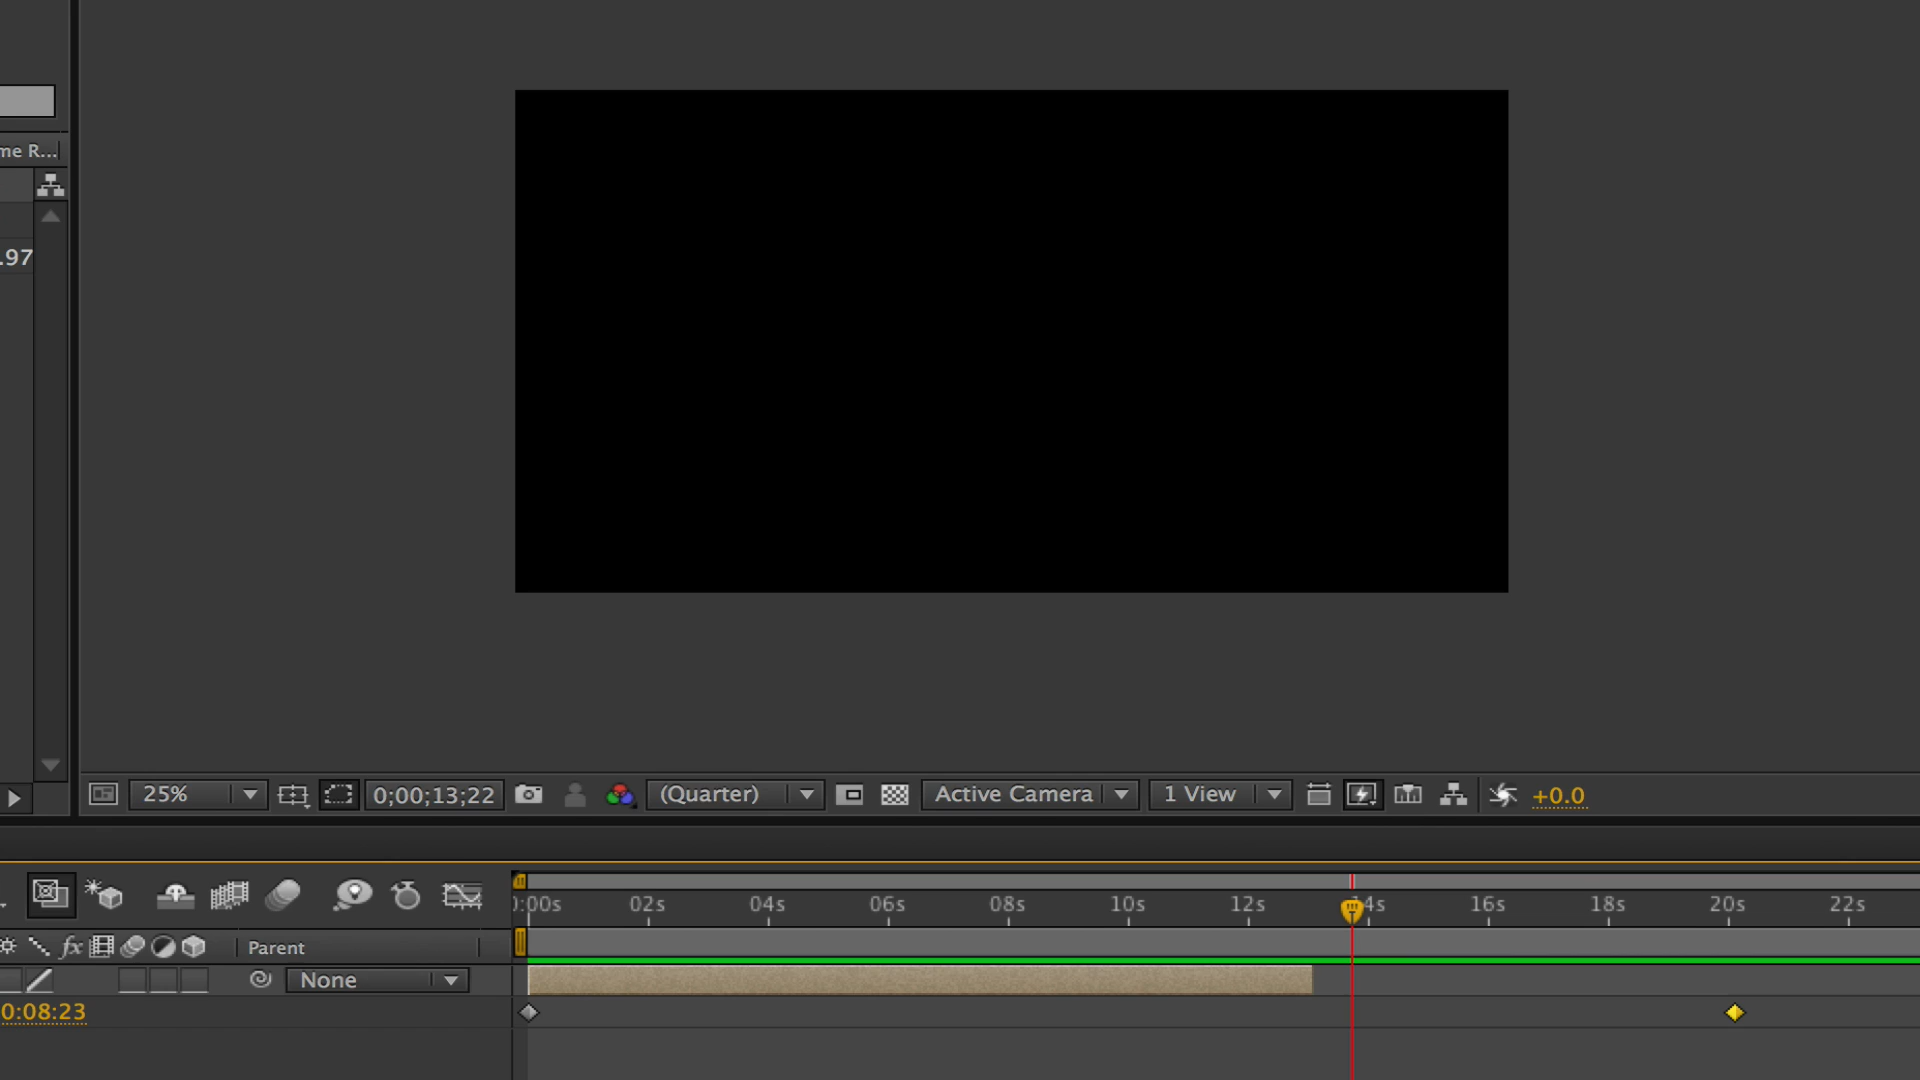 me R...
.97
25%
0;00;13;22
(Quarter)
Active Camera
1 View
+0.0
):00s 02s 04s 06s 08s 10s 12s 4s 16s 18s 20s 22s
fx
Parent
None
0:08:23